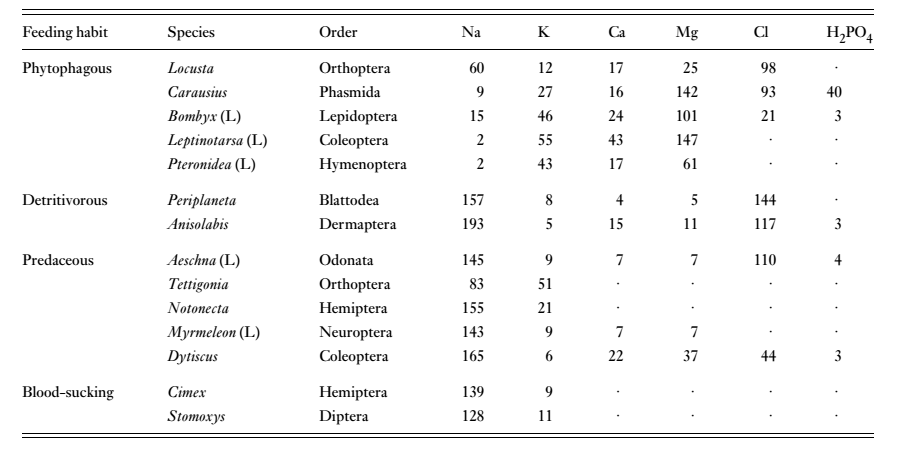 Feeding habit Species Order Na K Ca Mg Cl H₂PO₄
Phytophagous Locusta Orthoptera 60 12 17 25 98 ·
Carausius Phasmida 9 27 16 142 93 40
Bombyx (L) Lepidoptera 15 46 24 101 21 3
Leptinotarsa (L) Coleoptera 2 55 43 147 · ·
Pteronidea (L) Hymenoptera 2 43 17 61 · ·
Detritivorous Periplaneta Blattodea 157 8 4 5 144 ·
Anisolabis Dermaptera 193 5 15 11 117 3
Predaceous Aeschna (L) Odonata 145 9 7 7 110 4
Tettigonia Orthoptera 83 51 · · · ·
Notonecta Hemiptera 155 21 · · · ·
Myrmeleon (L) Neuroptera 143 9 7 7 · ·
Dytiscus Coleoptera 165 6 22 37 44 3
Blood-sucking Cimex Hemiptera 139 9 · · · ·
Stomoxys Diptera 128 11 · · · ·